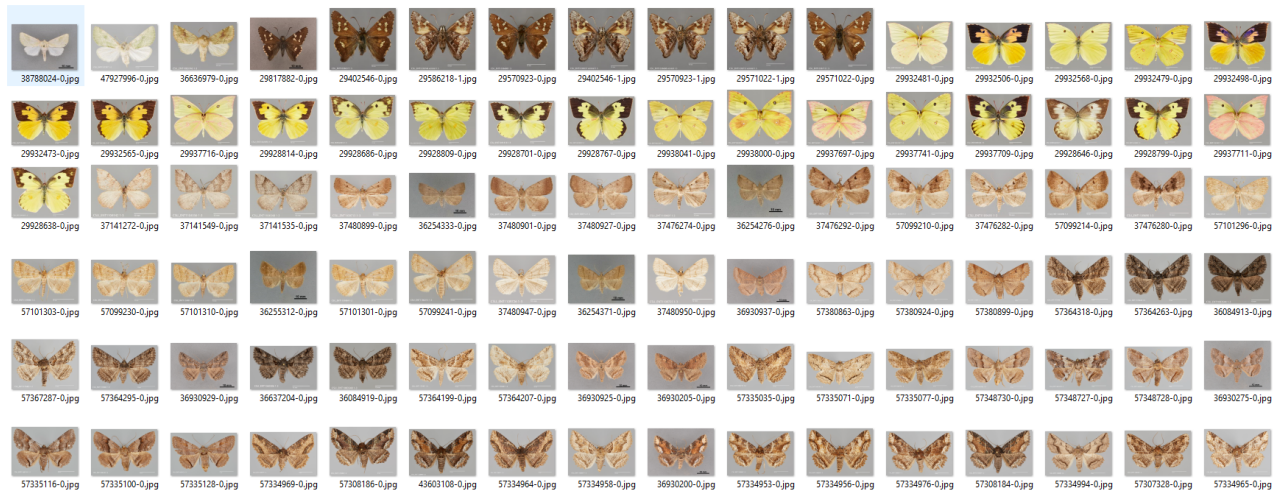 38788024-0.jpg 47927996-0.jpg 36636979-0.jpg 29817882-0.jpg 29402546-0.jpg 29586218-1.jpg 29570923-0.jpg 29402546-1.jpg 29570923-1.jpg 29571022-1.jpg 29571022-0.jpg 29932481-0.jpg 29932506-0.jpg 29932568-0.jpg 29932479-0.jpg 29932498-0.jpg
29932473-0.jpg 29932565-0.jpg 29937716-0.jpg 29928814-0.jpg 29928686-0.jpg 29928809-0.jpg 29928701-0.jpg 29928767-0.jpg 29938041-0.jpg 29938000-0.jpg 29937697-0.jpg 29937741-0.jpg 29937709-0.jpg 29928646-0.jpg 29928799-0.jpg 29937711-0.jpg
29928638-0.jpg 37141272-0.jpg 37141549-0.jpg 37141535-0.jpg 37480899-0.jpg 36254333-0.jpg 37480901-0.jpg 37480927-0.jpg 37476274-0.jpg 36254276-0.jpg 37476292-0.jpg 57099210-0.jpg 37476282-0.jpg 57099214-0.jpg 37476280-0.jpg 57101296-0.jpg
57101303-0.jpg 57099230-0.jpg 57101310-0.jpg 36255312-0.jpg 57101301-0.jpg 57099241-0.jpg 37480947-0.jpg 36254371-0.jpg 37480950-0.jpg 36930937-0.jpg 57380863-0.jpg 57380924-0.jpg 57380899-0.jpg 57364318-0.jpg 57364263-0.jpg 36084913-0.jpg
57367287-0.jpg 57364295-0.jpg 36930929-0.jpg 36637204-0.jpg 36084919-0.jpg 57364199-0.jpg 57364207-0.jpg 36930925-0.jpg 36930205-0.jpg 57335035-0.jpg 57335071-0.jpg 57335077-0.jpg 57348730-0.jpg 57348727-0.jpg 57348728-0.jpg 36930275-0.jpg
57335116-0.jpg 57335100-0.jpg 57335128-0.jpg 57334969-0.jpg 57308186-0.jpg 43603108-0.jpg 57334964-0.jpg 57334958-0.jpg 36930200-0.jpg 57334953-0.jpg 57334956-0.jpg 57334976-0.jpg 57308184-0.jpg 57334994-0.jpg 57307328-0.jpg 57334965-0.jpg